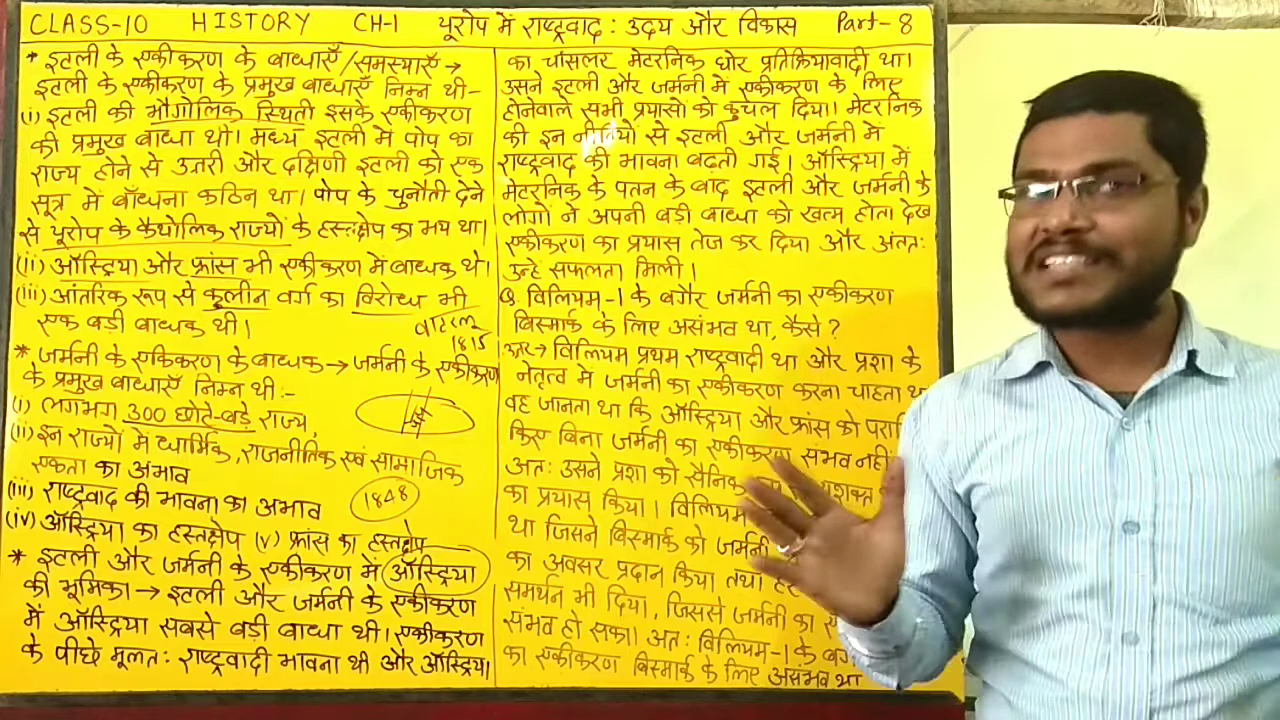 CLASS-10 HISTORY CH-1 यूरोप में राष्ट्रवाद : उदय और विकास Part-8
* इटली के एकीकरण के बाधाएँ/समस्याएँ →
इटली के एकीकरण के प्रमुख बाधाएँ निम्न थी-
(i) इटली की भौगोलिक स्थिती इसके एकीकरण
की प्रमुख बाधा थी। मध्य इटली में पोप का
राज्य होने से उत्तरी और दक्षिणी इटली को एक
सूत्र में बाँधना कठिन था। पोप के चुनौती देने
से यूरोप के कैथोलिक राज्यों के हस्तक्षेप का भय था।
(ii) ऑस्ट्रिया और फ्रांस भी एकीकरण में बाधक थे।
(iii) आंतरिक रूप से कुलीन वर्ग का विरोध भी
एक बड़ी बाधक थी।
वाटरलू
1815
* जर्मनी के एकिकरण के बाधक → जर्मनी के एकीकरण
के प्रमुख बाधाएँ निम्न थी:-
(i) लगभग 300 छोटे-बड़े राज्य
(ii) इन राज्यों में धार्मिक, राजनीतिक एवं सामाजिक
एकता का अभाव
(iii) राष्ट्रवाद की भावना का अभाव
1848
(iv) ऑस्ट्रिया का हस्तक्षेप (v) फ्रांस का हस्तक्षेप
* इटली और जर्मनी के एकीकरण में ऑस्ट्रिया
की भूमिका → इटली और जर्मनी के एकीकरण
में ऑस्ट्रिया सबसे बड़ी बाधा थी। एकीकरण
के पीछे मूलतः राष्ट्रवादी भावना थी और ऑस्ट्रिया
का चांसलर मेटरनिक घोर प्रतिक्रियावादी था।
उसने इटली और जर्मनी में एकीकरण के लिए
होनेवाले सभी प्रयासों को कुचल दिया। मेटरनिक
की इन नीतियों से इटली और जर्मनी में
राष्ट्रवाद की भावना बढ़ती गई। ऑस्ट्रिया में
मेटरनिक के पतन के बाद इटली और जर्मनी के
लोगों ने अपनी बड़ी बाधा को खत्म होता देख
एकीकरण का प्रयास तेज कर दिया और अंततः
उन्हें सफलता मिली।
Q. विलियम-1 के बगैर जर्मनी का एकीकरण
बिस्मार्क के लिए असंभव था, कैसे?
उत्तर→ विलियम प्रथम राष्ट्रवादी था और प्रशा के
नेतृत्व में जर्मनी का एकीकरण करना चाहता
वह जानता था कि ऑस्ट्रिया और फ्रांस को
किए बिना जर्मनी का एकीकरण संभव नहीं
अतः उसने प्रशा को सैनिक
का प्रयास किया। विलियम
था जिसने बिस्मार्क को जर्मनी
का अवसर प्रदान किया तथा
समर्थन भी दिया, जिससे जर्मनी का
संभव हो सका। अतः विलियम-1 के
का एकीकरण बिस्मार्क के लिए असंभव था